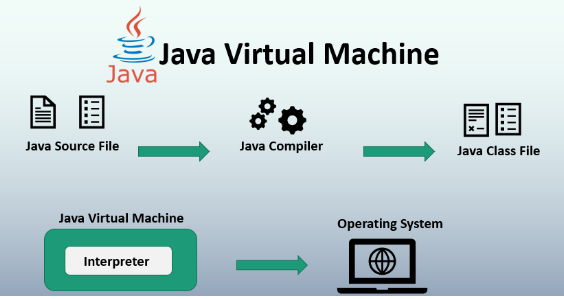 Java
Java Virtual Machine
Java Source File
Java Compiler
Java Class File
Java Virtual Machine
Interpreter
Operating System